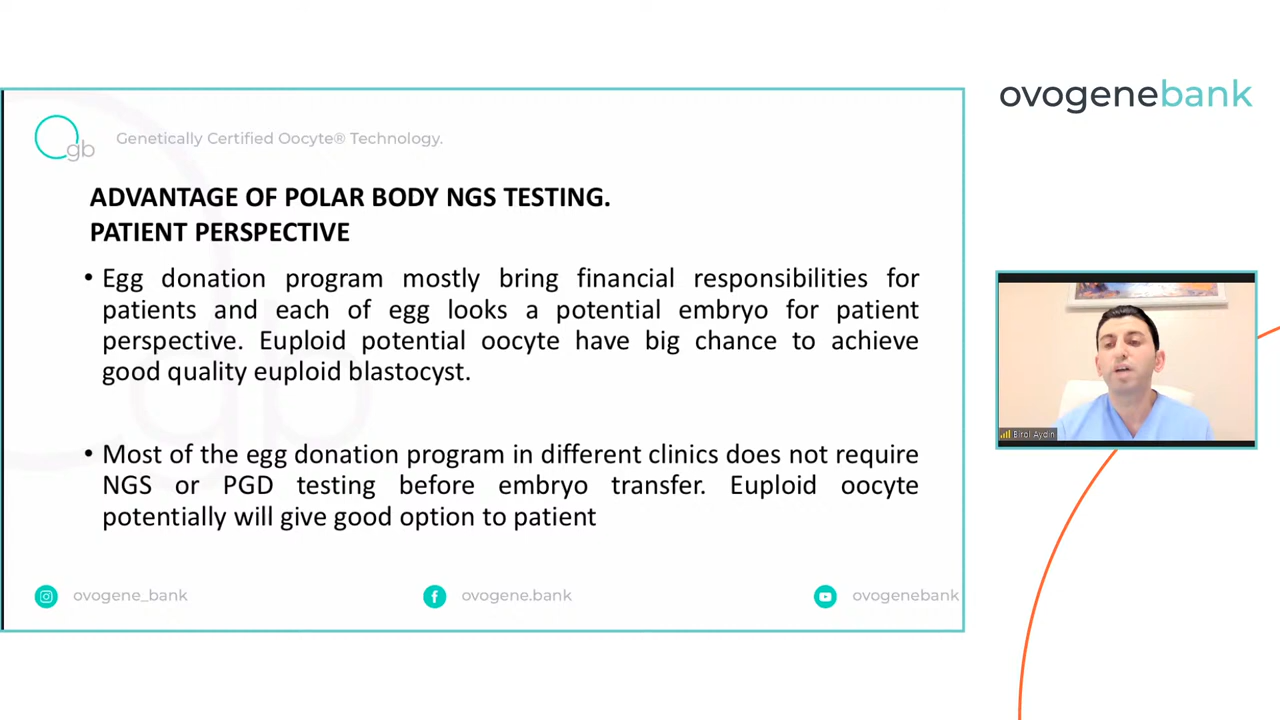 ovogenebank
gb
Genetically Certified Oocyte® Technology.
ADVANTAGE OF POLAR BODY NGS TESTING.
PATIENT PERSPECTIVE
• Egg donation program mostly bring financial responsibilities for
patients and each of egg looks a potential embryo for patient
perspective. Euploid potential oocyte have big chance to achieve
good quality euploid blastocyst.
• Most of the egg donation program in different clinics does not require
NGS or PGD testing before embryo transfer. Euploid oocyte
potentially will give good option to patient
ovogene_bank
ovogene.bank
ovogenebank
Birol Aydin